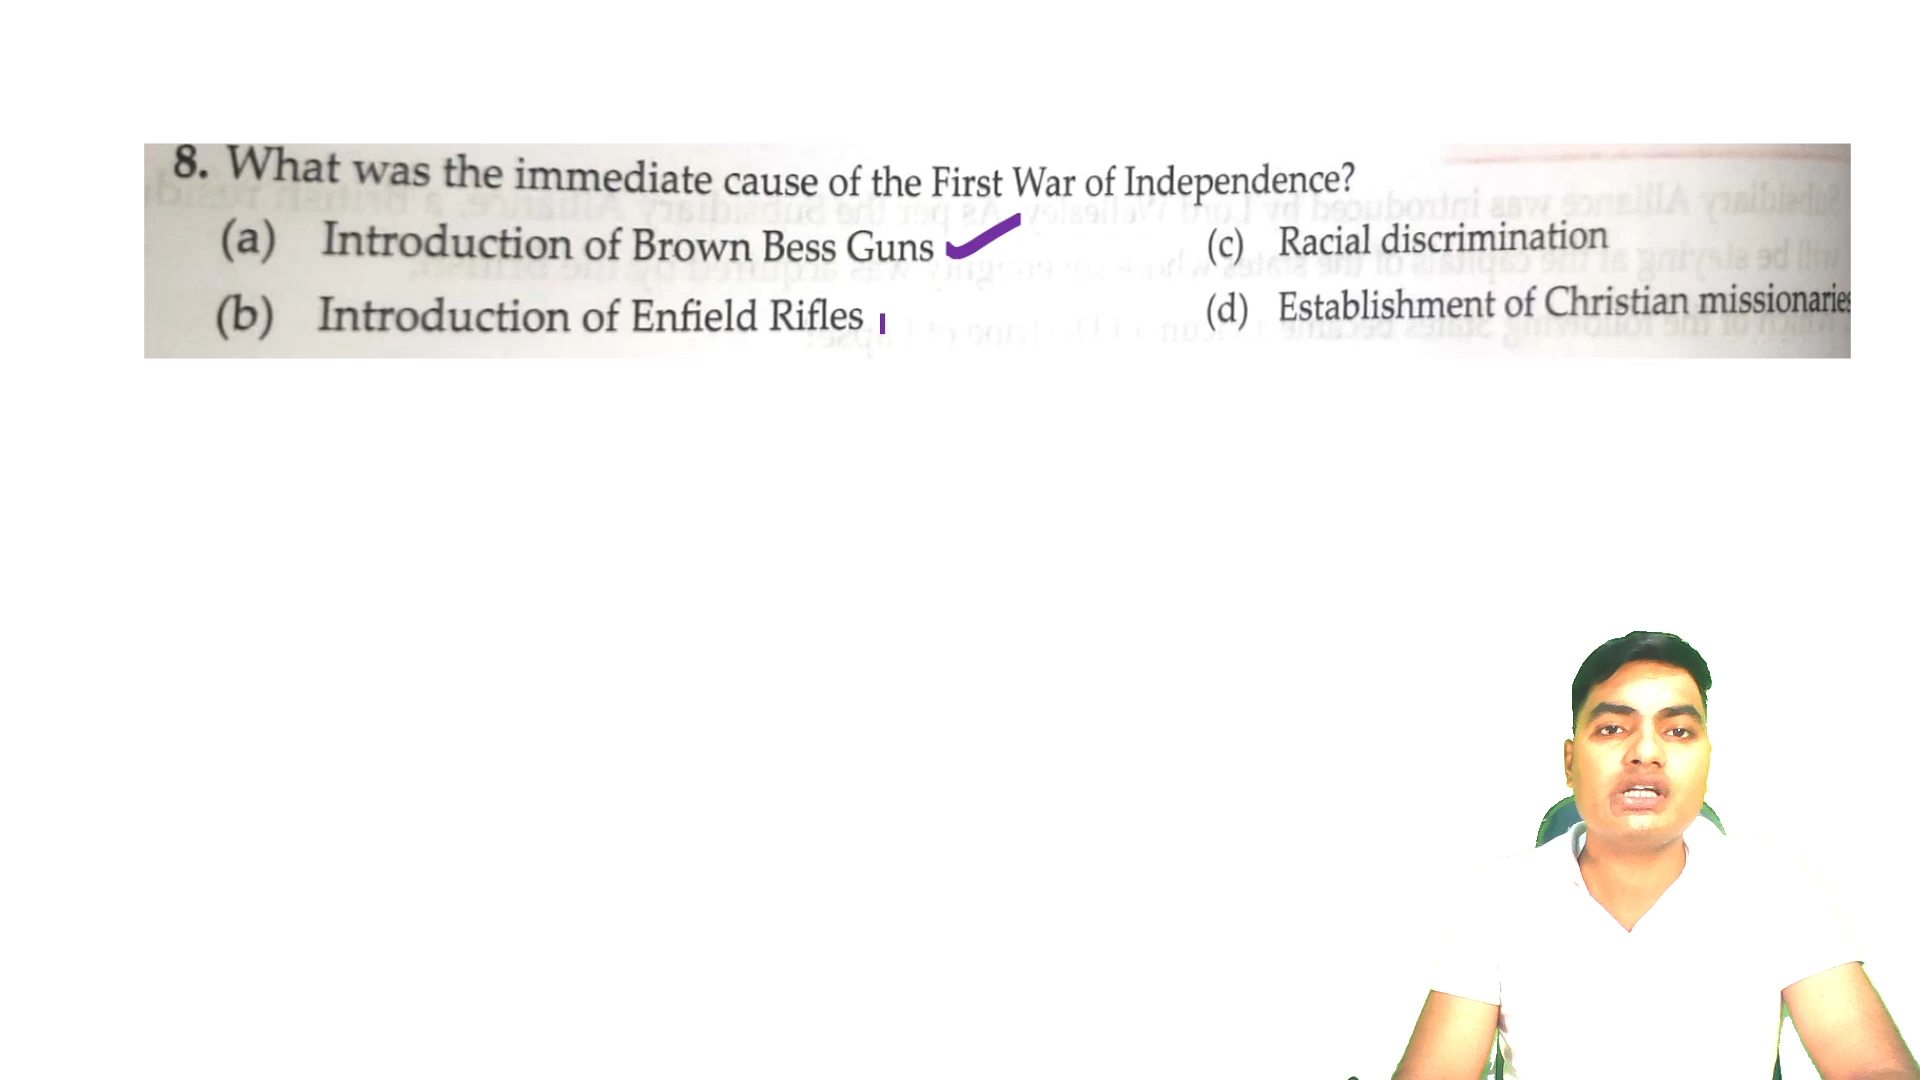 8. What was the immediate cause of the First War of Independence?
(a) Introduction of Brown Bess Guns
(c) Racial discrimination
(b) Introduction of Enfield Rifles
(d) Establishment of Christian missionaries